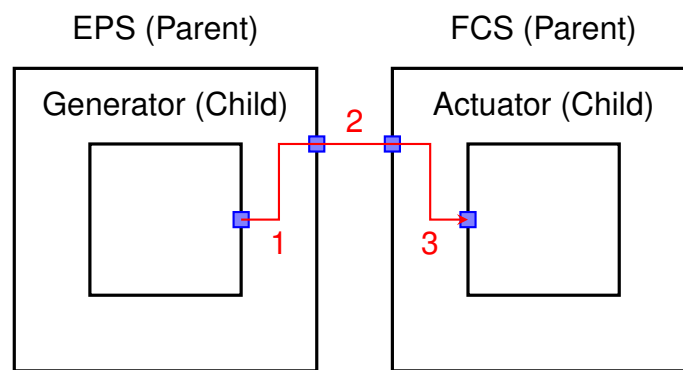 EPS (Parent)
FCS (Parent)
Generator (Child)
Actuator (Child)
2
1
3